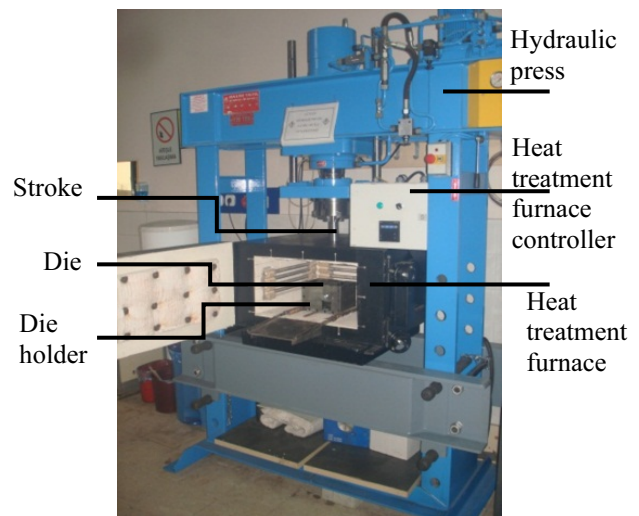 Hydraulic
press
Heat
treatment
furnace
controller
Stroke
Die
Die
holder
Heat
treatment
furnace